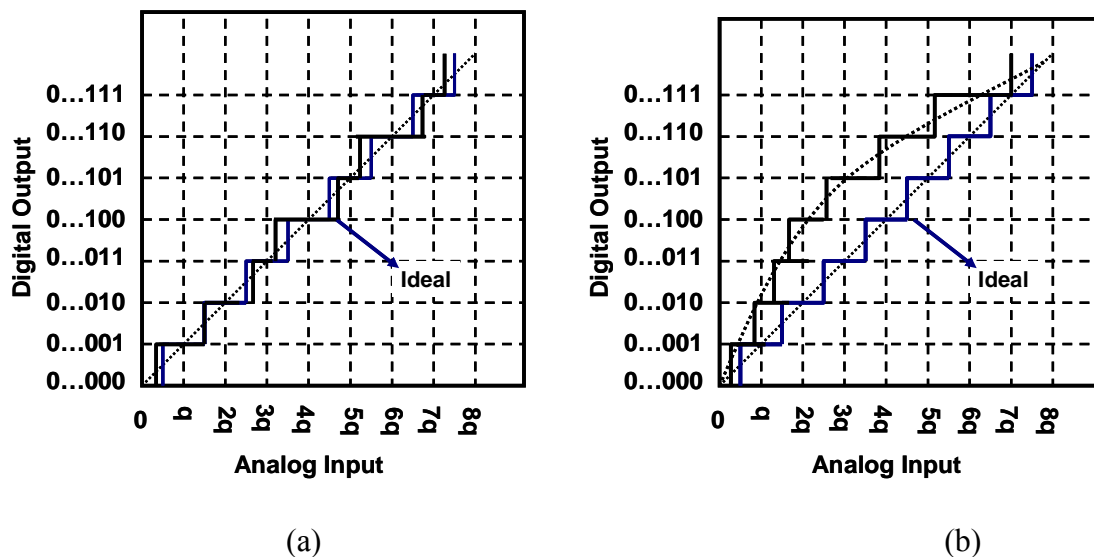 Digital Output
0...111
0...110
0...101
0...100
0...011
0...010
0...001
0...000
Ideal
0
q
2q
3q
4q
5q
6q
7q
8q
Analog Input
(a)
Digital Output
0...111
0...110
0...101
0...100
0...011
0...010
0...001
0...000
Ideal
0
q
2q
3q
4q
5q
6q
7q
8q
Analog Input
(b)